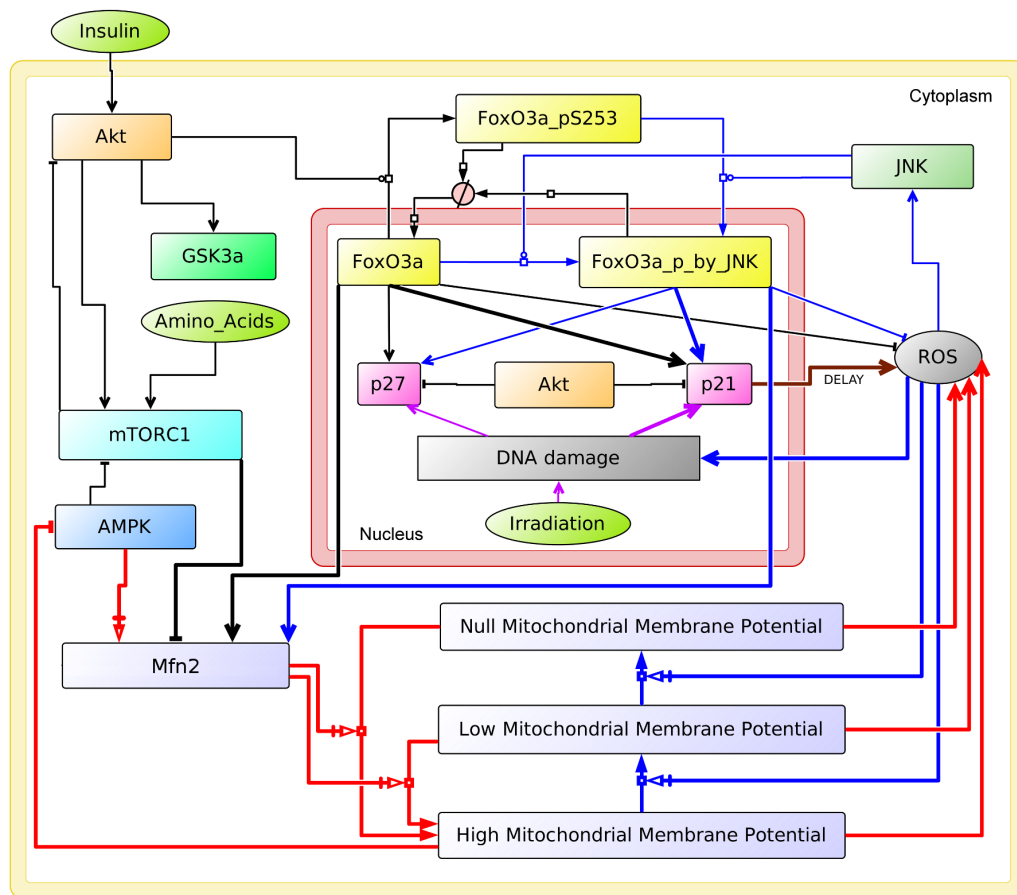 Insulin
Cytoplasm
Akt
FoxO3a_pS253
JNK
GSK3a
FoxO3a
FoxO3a_p_by_JNK
Amino_Acids
ROS
p27
Akt
p21
DELAY
mTORC1
DNA damage
AMPK
Irradiation
Nucleus
Null Mitochondrial Membrane Potential
Mfn2
Low Mitochondrial Membrane Potential
High Mitochondrial Membrane Potential